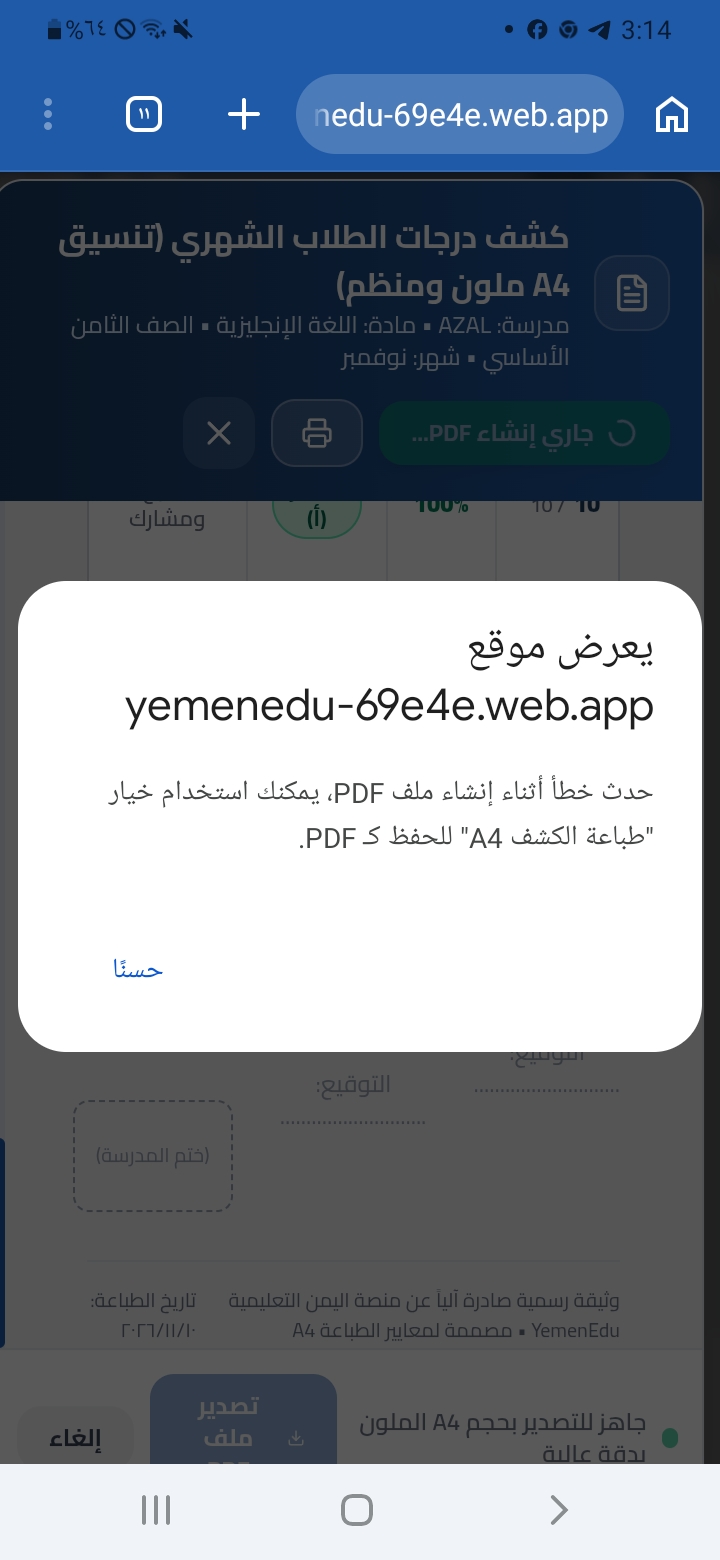 %٦٤ 3:14
١١ nedu-69e4e.web.app
كشف درجات الطلاب الشهري (تنسيق
A4 ملون ومنظم)
مدرسة: AZAL • مادة: اللغة الإنجليزية • الصف الثامن
الأساسي • شهر: نوفمبر
جاري إنشاء PDF...
10 / 10 100% (أ)
ومشارك
يعرض موقع
yemenedu-69e4e.web.app
حدث خطأ أثناء إنشاء ملف PDF، يمكنك استخدام خيار
"طباعة الكشف A4" للحفظ كـ PDF.
حسنًا
التوقيع:
التوقيع:
(ختم المدرسة)
وثيقة رسمية صادرة آلياً عن منصة اليمن التعليمية
YemenEdu • مصممة لمعايير الطباعة A4
تاريخ الطباعة:
٢٠٢٦/١١/١٠
جاهز للتصدير بحجم A4 الملون
بدقة عالية
تصدير
ملف
إلغاء